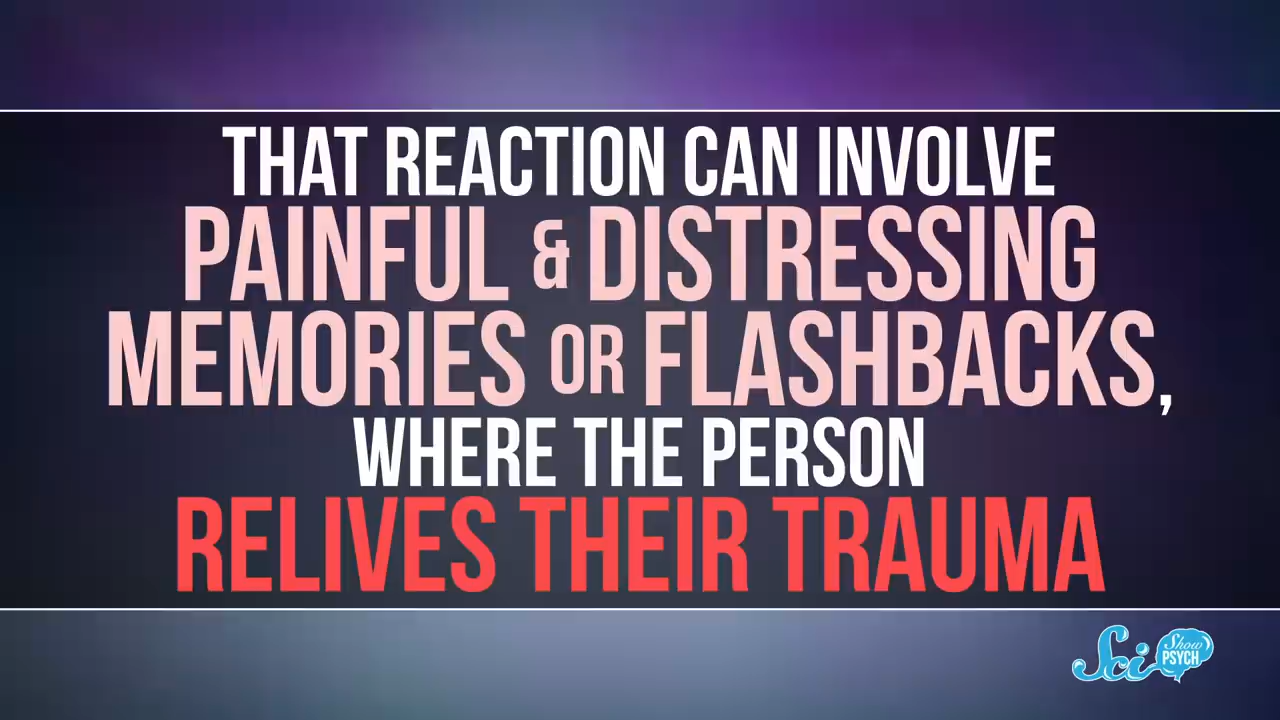 THAT REACTION CAN INVOLVE
PAINFUL & DISTRESSING
MEMORIES OR FLASHBACKS,
WHERE THE PERSON
RELIVES THEIR TRAUMA
Sci Show PSYCH